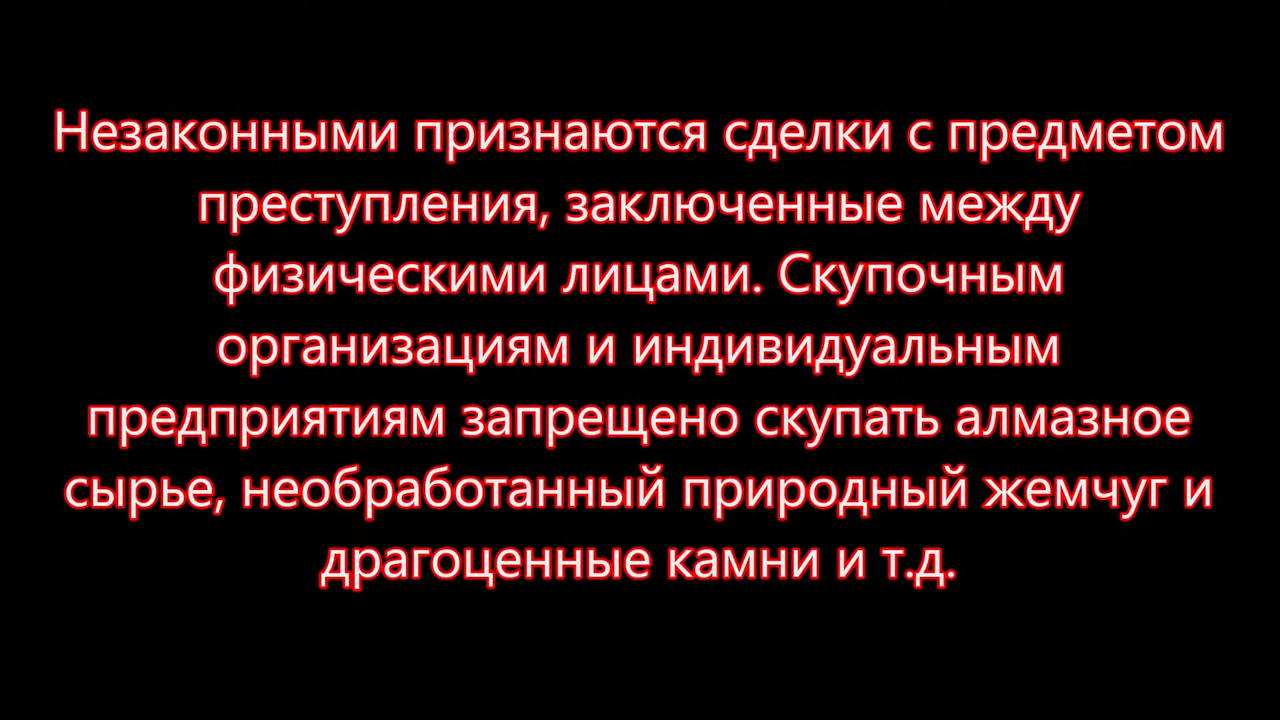 Незаконными признаются сделки с предметом
преступления, заключенные между
физическими лицами. Скупочным
организациям и индивидуальным
предприятиям запрещено скупать алмазное
сырье, необработанный природный жемчуг и
драгоценные камни и т.д.